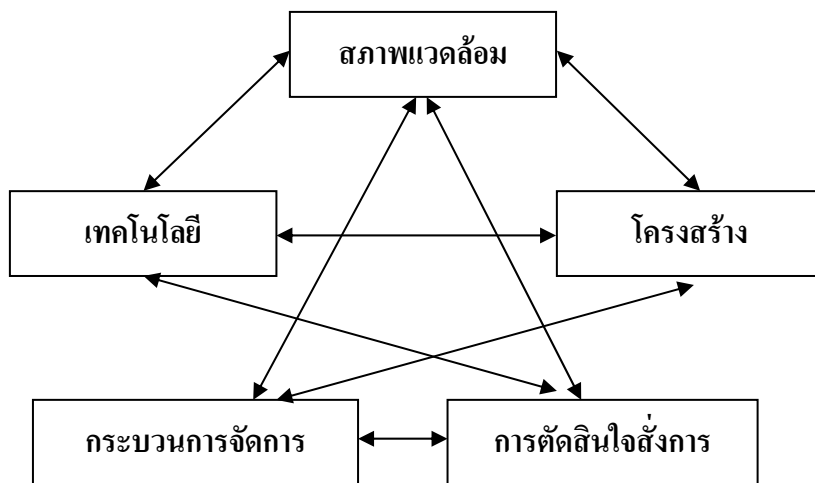 สภาพแวดล้อม
เทคโนโลยี
โครงสร้าง
กระบวนการจัดการ
การตัดสินใจสั่งการ